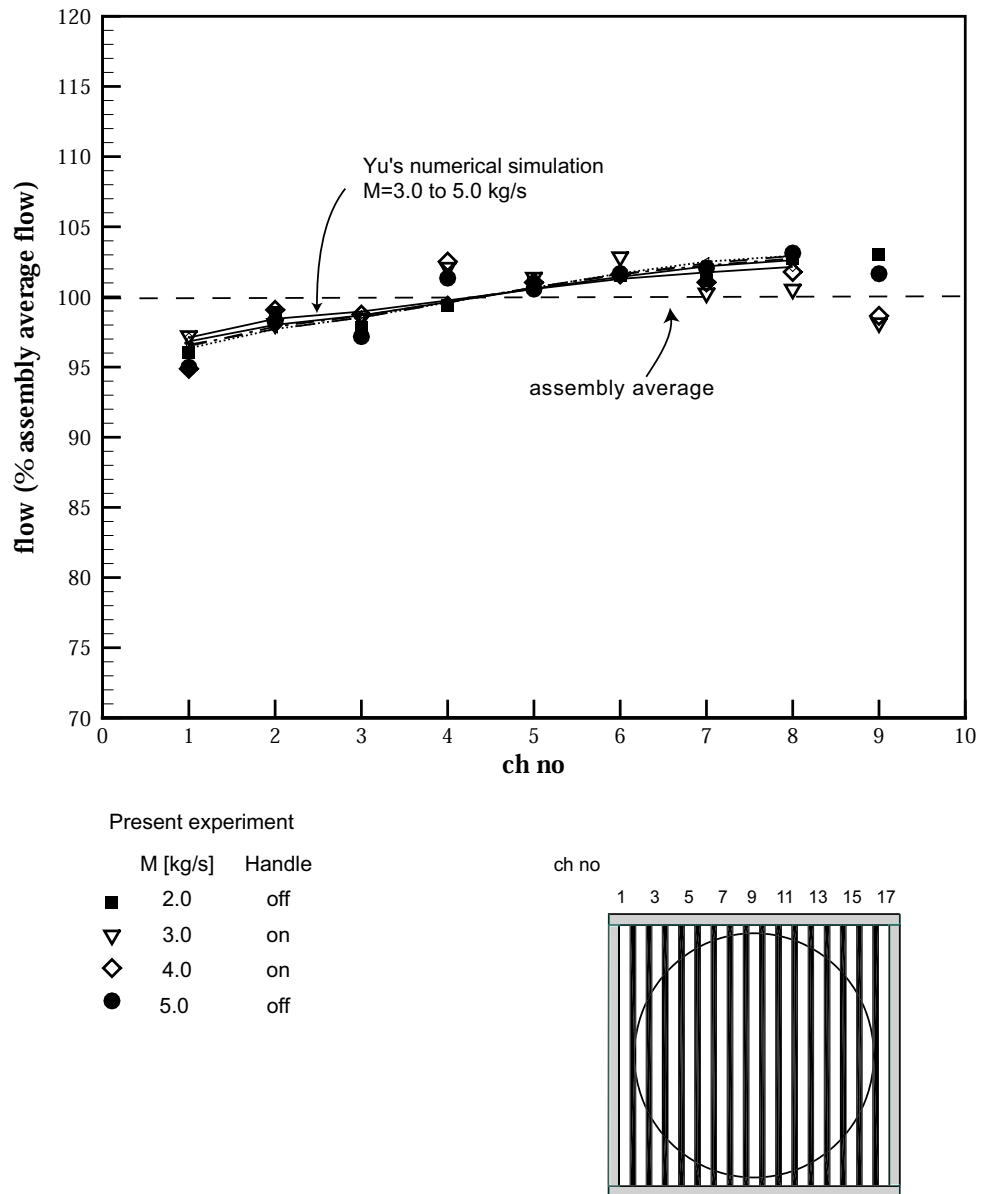 120
115
110
105
100
95
90
85
80
75
70
flow (% assembly average flow)
Yu's numerical simulation
M=3.0 to 5.0 kg/s
assembly average
0 1 2 3 4 5 6 7 8 9 10
ch no
Present experiment
M [kg/s] Handle
2.0 off
3.0 on
4.0 on
5.0 off
ch no
1 3 5 7 9 11 13 15 17